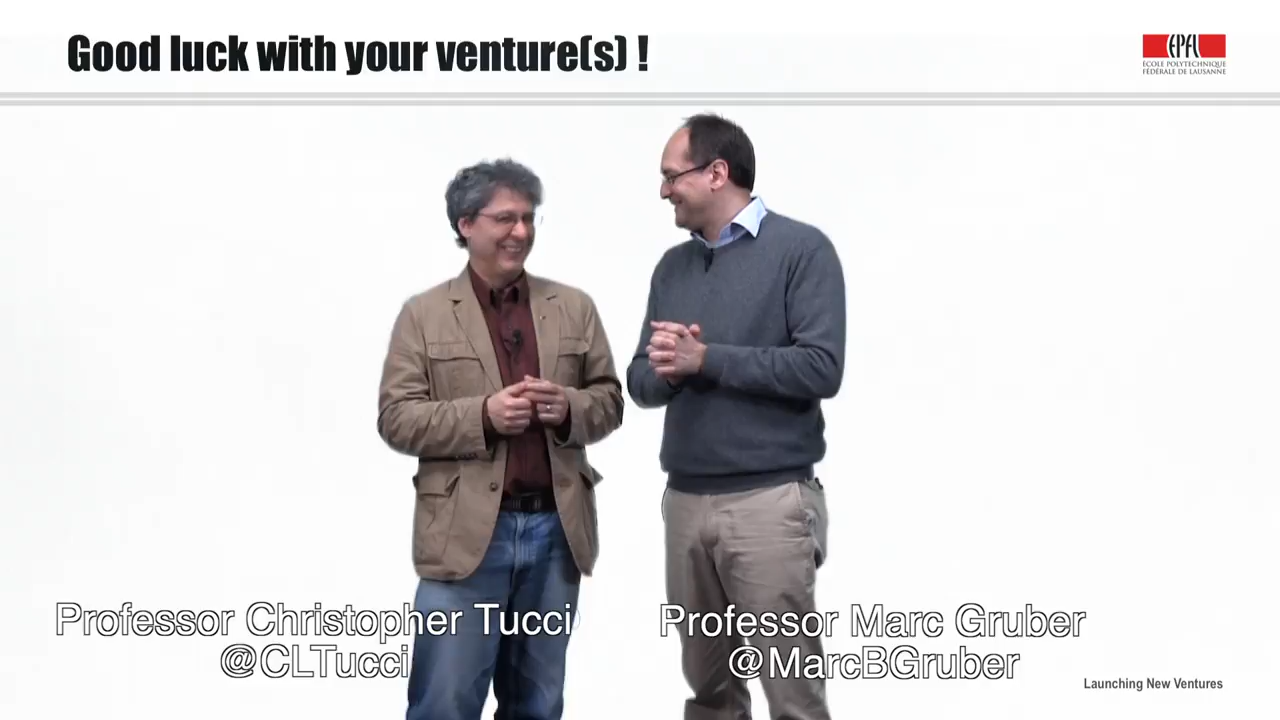 Good luck with your venture(s) !
EPFL
ÉCOLE POLYTECHNIQUE
FÉDÉRALE DE LAUSANNE
Professor Christopher Tucci
@CLTucci
Professor Marc Gruber
@MarcBGruber
Launching New Ventures